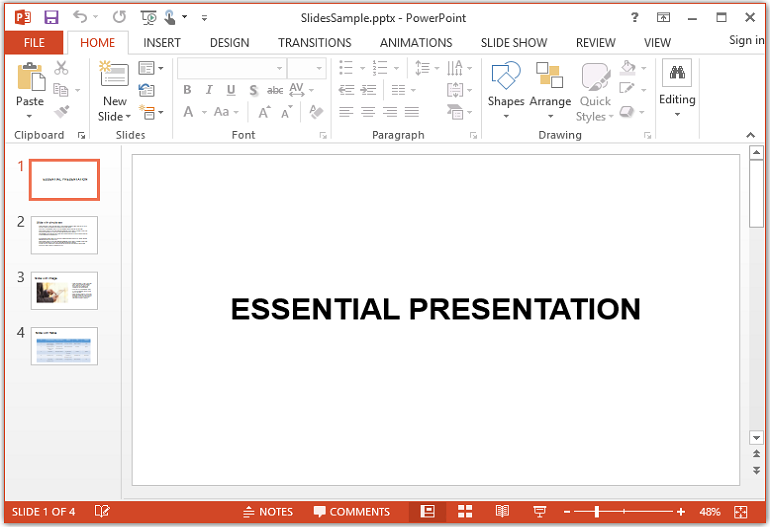 SlidesSample.pptx - PowerPoint
?
FILE HOME INSERT DESIGN TRANSITIONS ANIMATIONS SLIDE SHOW REVIEW VIEW Sign in
Paste
New
Slide
Shapes Arrange Quick
Styles
Editing
B I U S abc AV
A Aa A A
Clipboard Slides Font Paragraph Drawing
1
ESSENTIAL PRESENTATION
2
3
4
ESSENTIAL PRESENTATION
SLIDE 1 OF 4 NOTES COMMENTS 48%